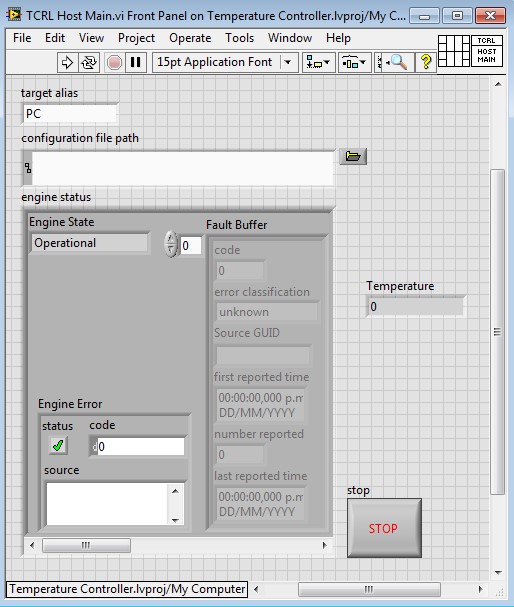 TCRL Host Main.vi Front Panel on Temperature Controller.lvproj/My C...
File Edit View Project Operate Tools Window Help
15pt Application Font
TCRL
HOST
MAIN
target alias
PC
configuration file path
engine status
Engine State
Operational
0
Fault Buffer
code
0
error classification
unknown
Source GUID
first reported time
00:00:00,000 p.m
DD/MM/YYYY
number reported
0
last reported time
00:00:00,000 p.m
DD/MM/YYYY
Engine Error
status code
d0
source
Temperature
0
stop
STOP
Temperature Controller.lvproj/My Computer